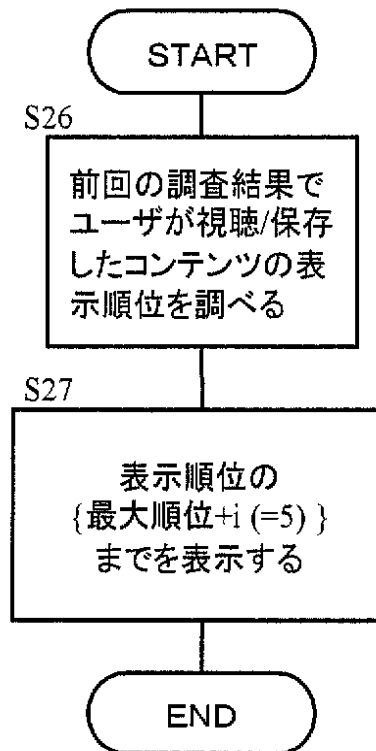 START
S26
前回の調査結果で
ユーザが視聴/保存
したコンテンツの表
示順位を調べる
S27
表示順位の
{最大順位+i (=5) }
までを表示する
END